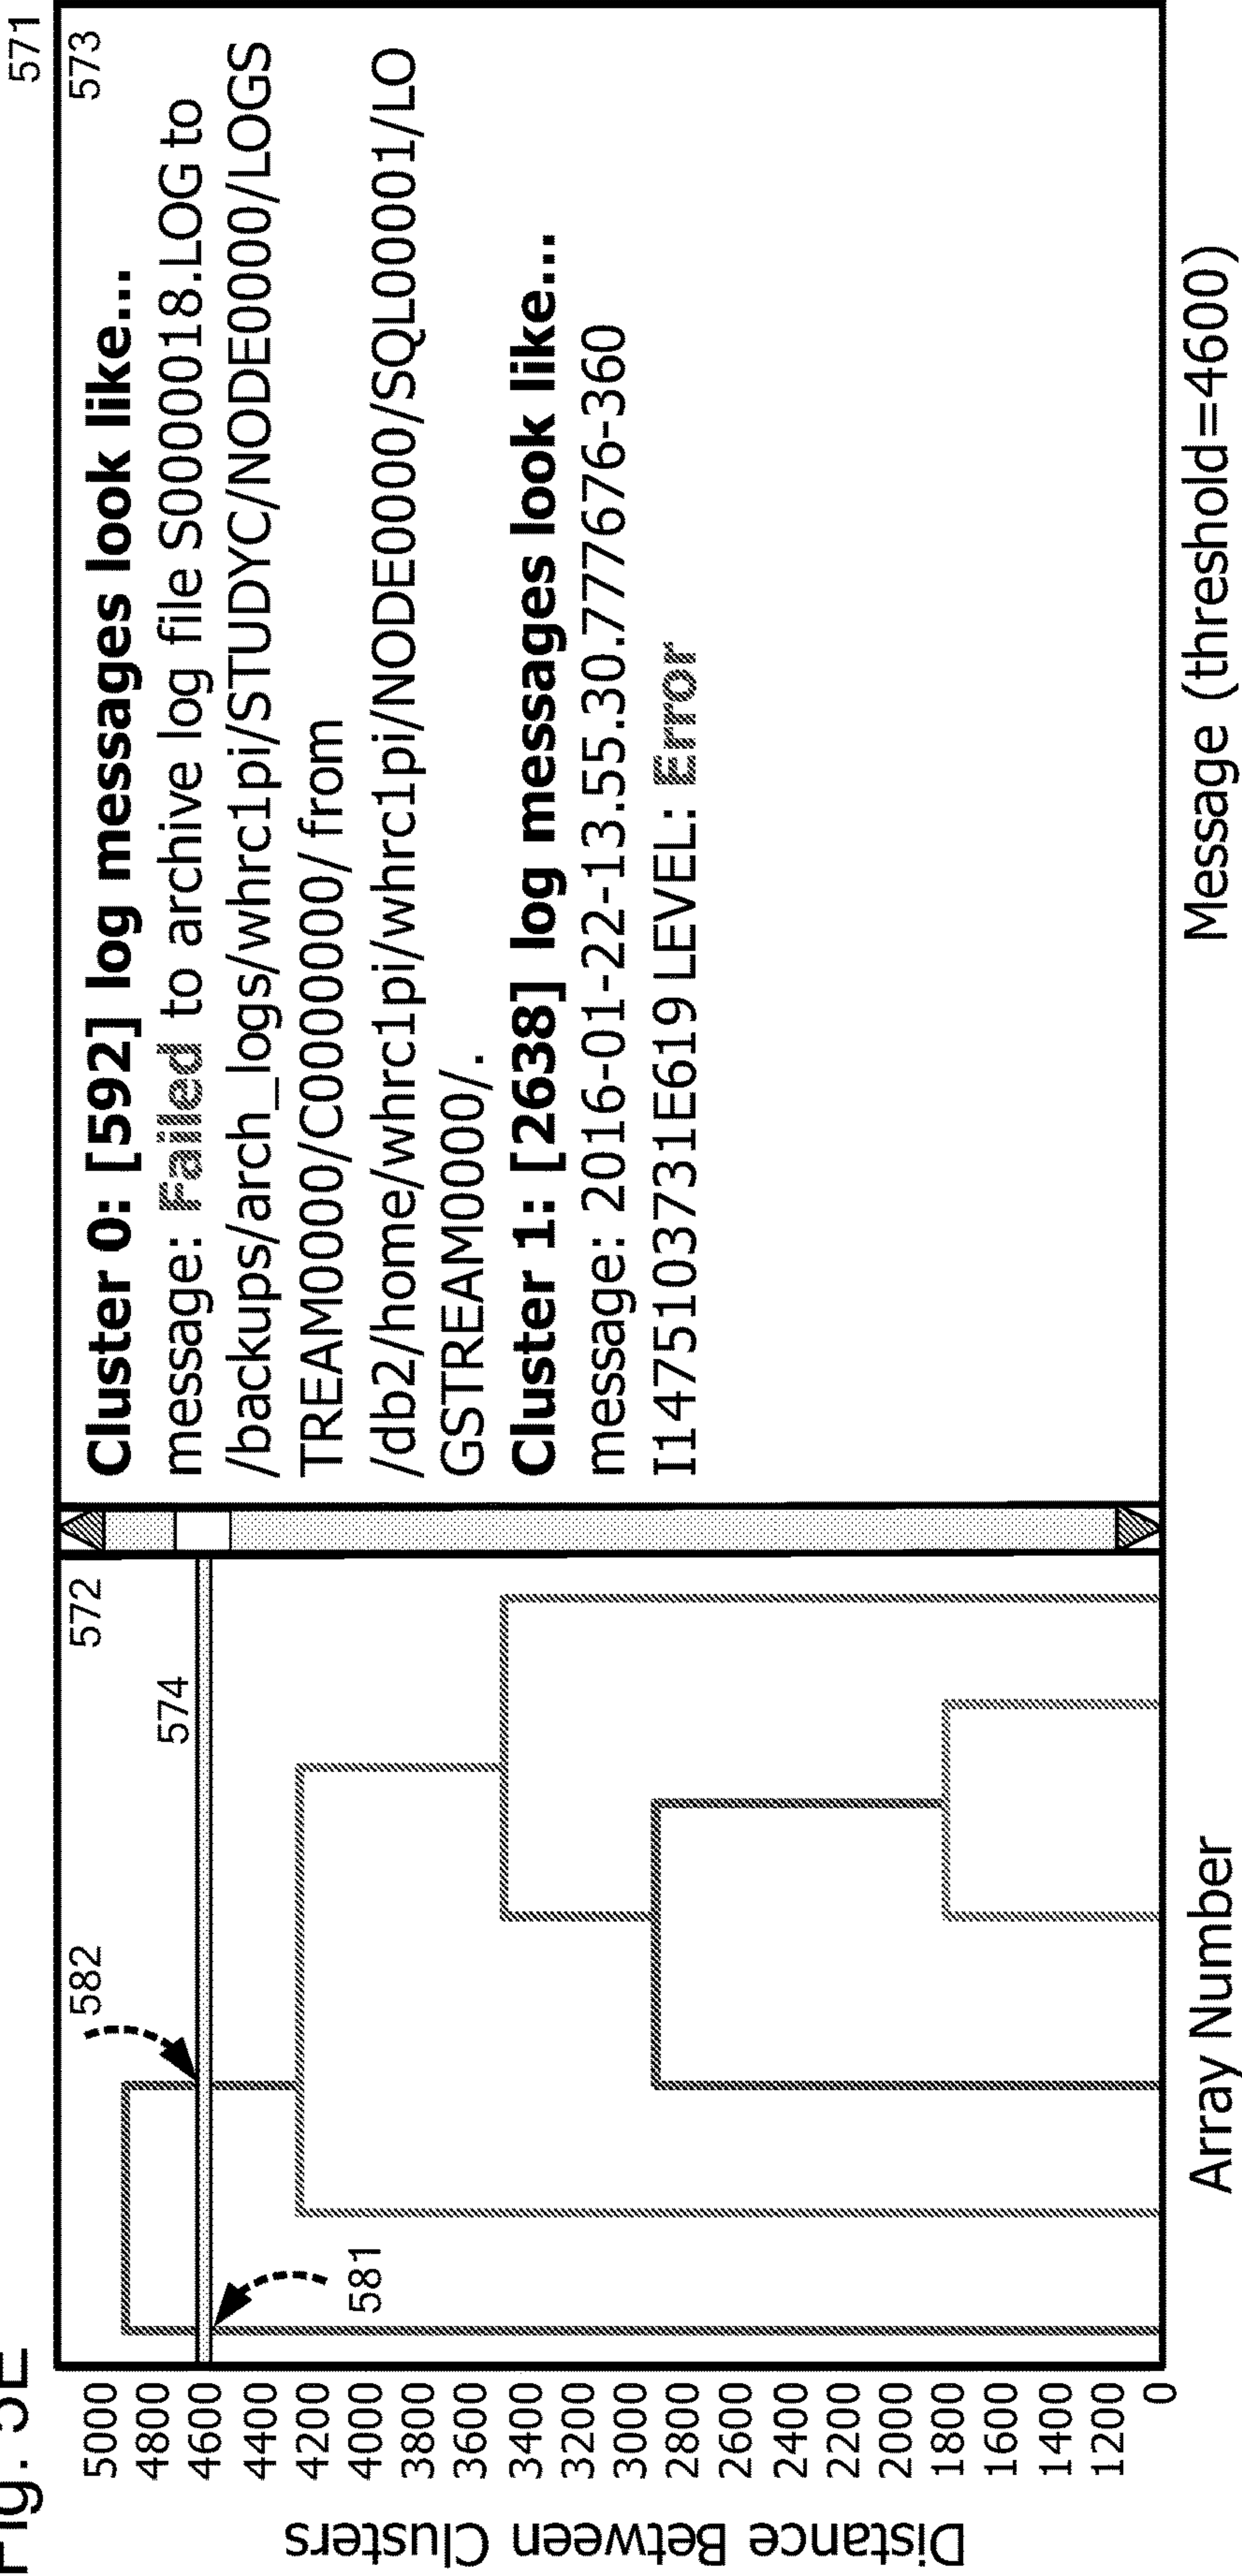 Fig. 5E
571
572
573
574
581
582
5000
4800
4600
4400
4200
4000
3800
3600
3400
3200
3000
2800
2600
2400
2200
2000
1800
1600
1400
1200
0
Distance Between Clusters
Array Number
Cluster 0: [592] log messages look like...
message: Failed to archive log file S0000018.LOG to
/backups/arch_logs/whrc1pi/STUDYC/NODE0000/LOGS
TREAM0000/C0000000/ from
/db2/home/whrc1pi/whrc1pi/NODE0000/SQL00001/LO
GSTREAM0000/.
Cluster 1: [2638] log messages look like...
message: 2016-01-22-13.55.30.777676-360
I1475103731E619 LEVEL: Error
Message (threshold=4600)